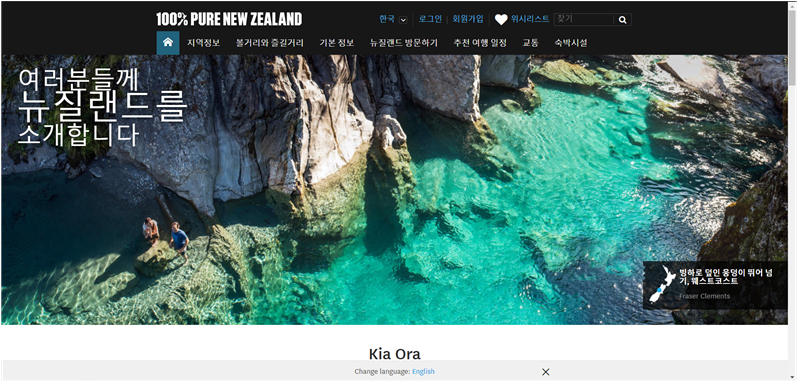 100% PURE NEW ZEALAND 한국 로그인 회원가입 위시리스트 찾기
지역정보 볼거리와 즐길거리 기본 정보 뉴질랜드 방문하기 추천 여행 일정 교통 숙박시설
여러분들께
뉴질랜드를
소개합니다
빙하로 덮인 웅덩이 뛰어 넘
기, 웨스트코스트
Fraser Clements
Kia Ora
Change language: English